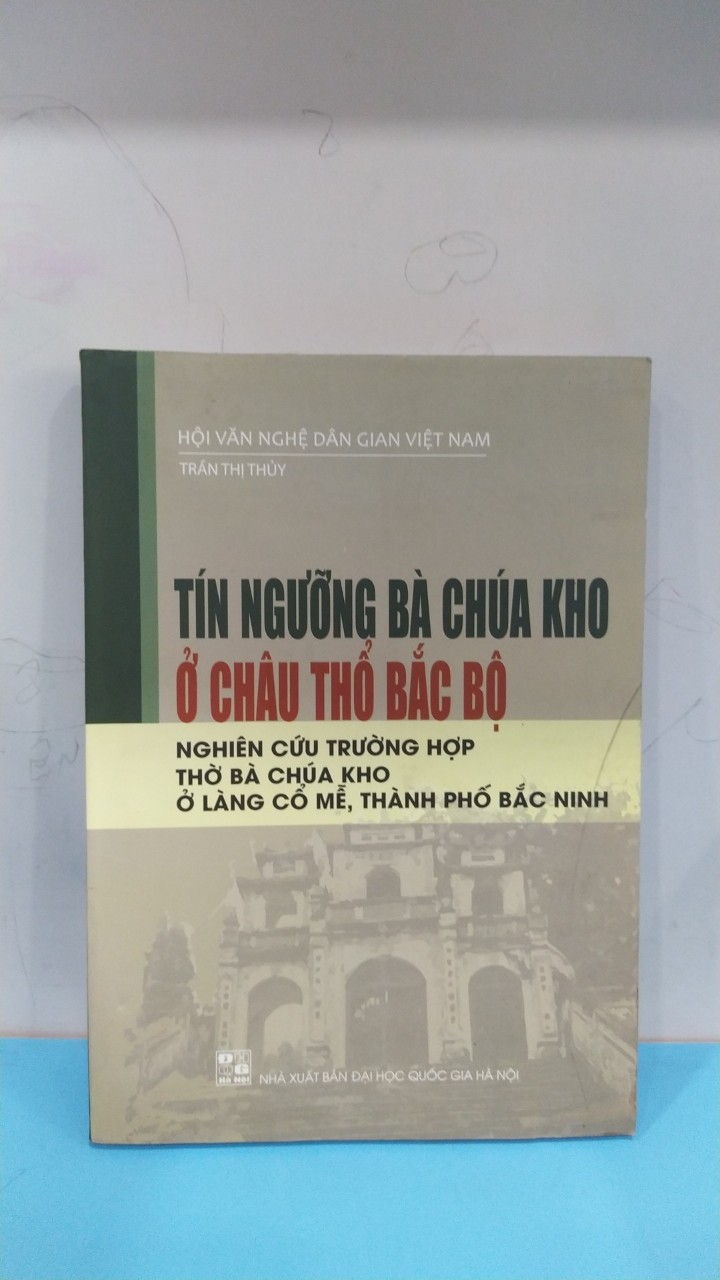 HỘI VĂN NGHỆ DÂN GIAN VIỆT NAM
TRẦN THỊ THỦY
TÍN NGƯỠNG BÀ CHÚA KHO
Ở CHÂU THỔ BẮC BỘ
NGHIÊN CỨU TRƯỜNG HỢP
THỜ BÀ CHÚA KHO
Ở LÀNG CỔ MỄ, THÀNH PHỐ BẮC NINH
HÀ NỘI
NHÀ XUẤT BẢN ĐẠI HỌC QUỐC GIA HÀ NỘI